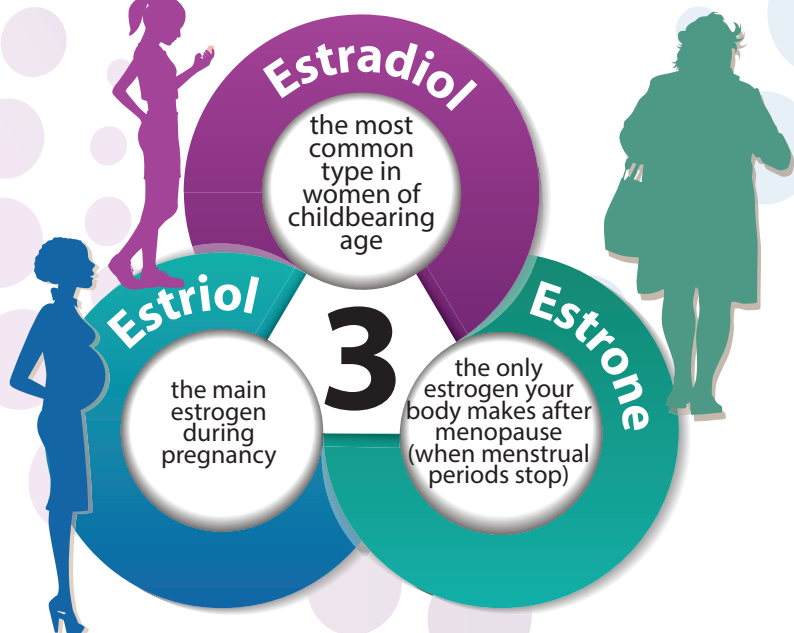 Estradiol
the most
common
type in
women of
childbearing
age
Estriol
the main
estrogen
during
pregnancy
3
Estrone
the only
estrogen your
body makes after
menopause
(when menstrual
periods stop)